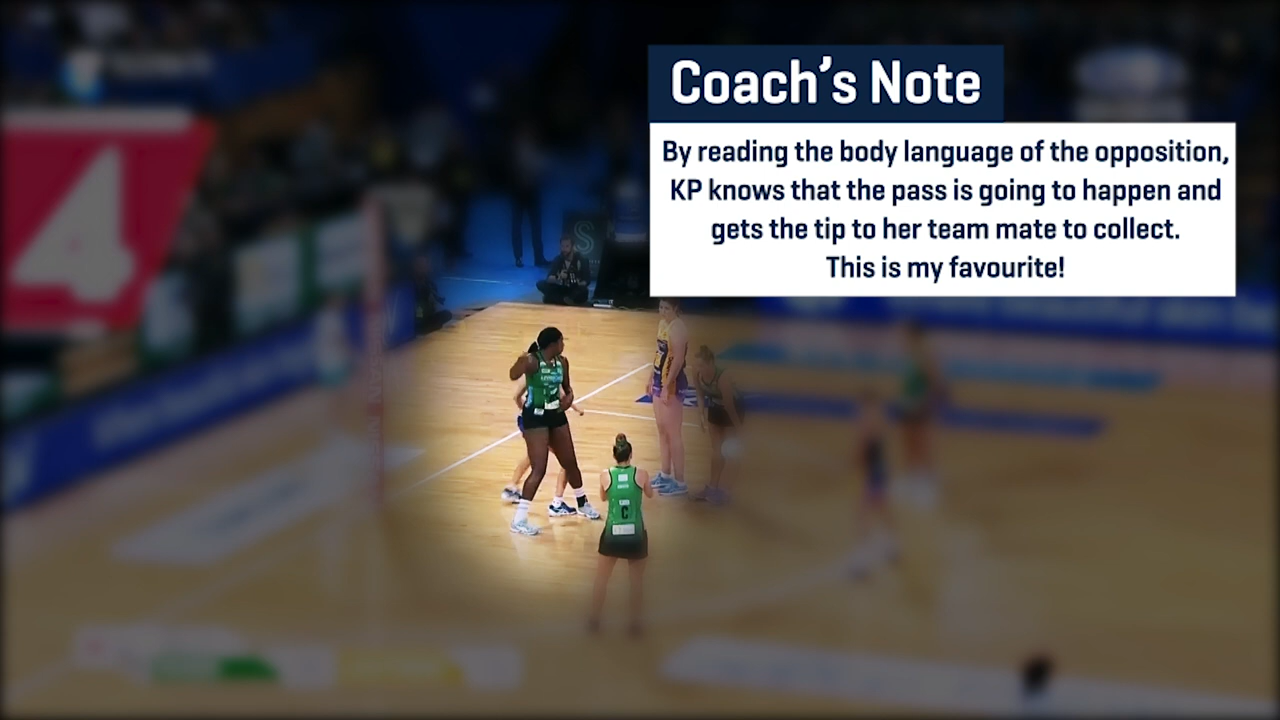 Coach's Note
By reading the body language of the opposition,
KP knows that the pass is going to happen and
gets the tip to her team mate to collect.
This is my favourite!
4
S
C